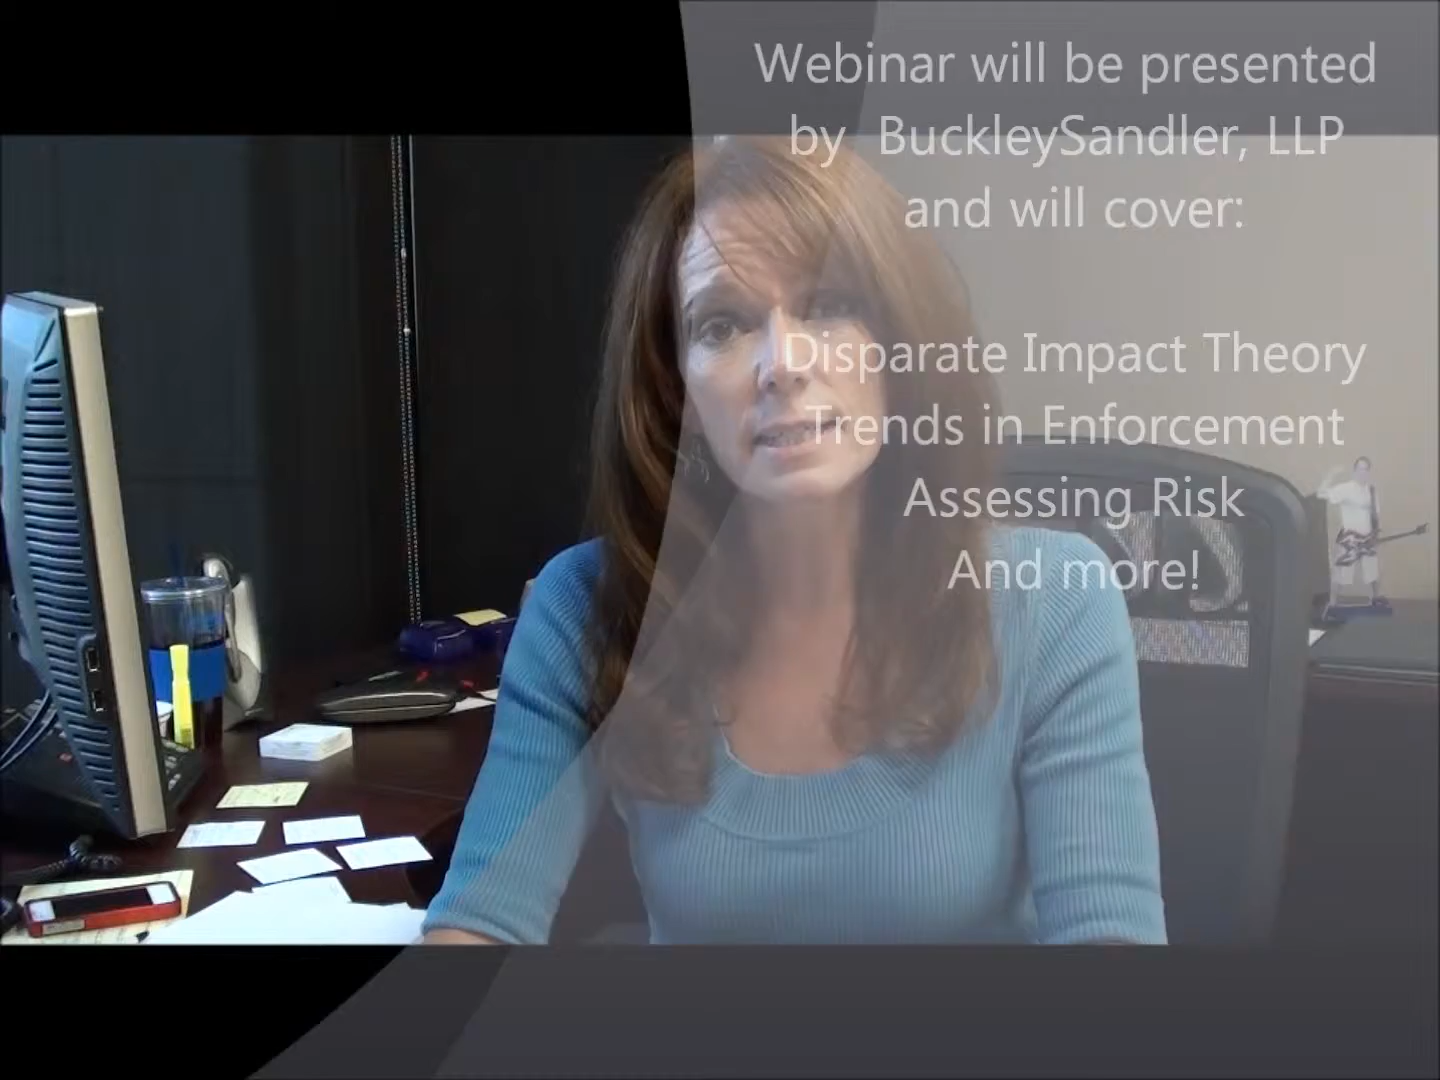 Webinar will be presented
by BuckleySandler, LLP
and will cover:
Disparate Impact Theory
Trends in Enforcement
Assessing Risk
And more!